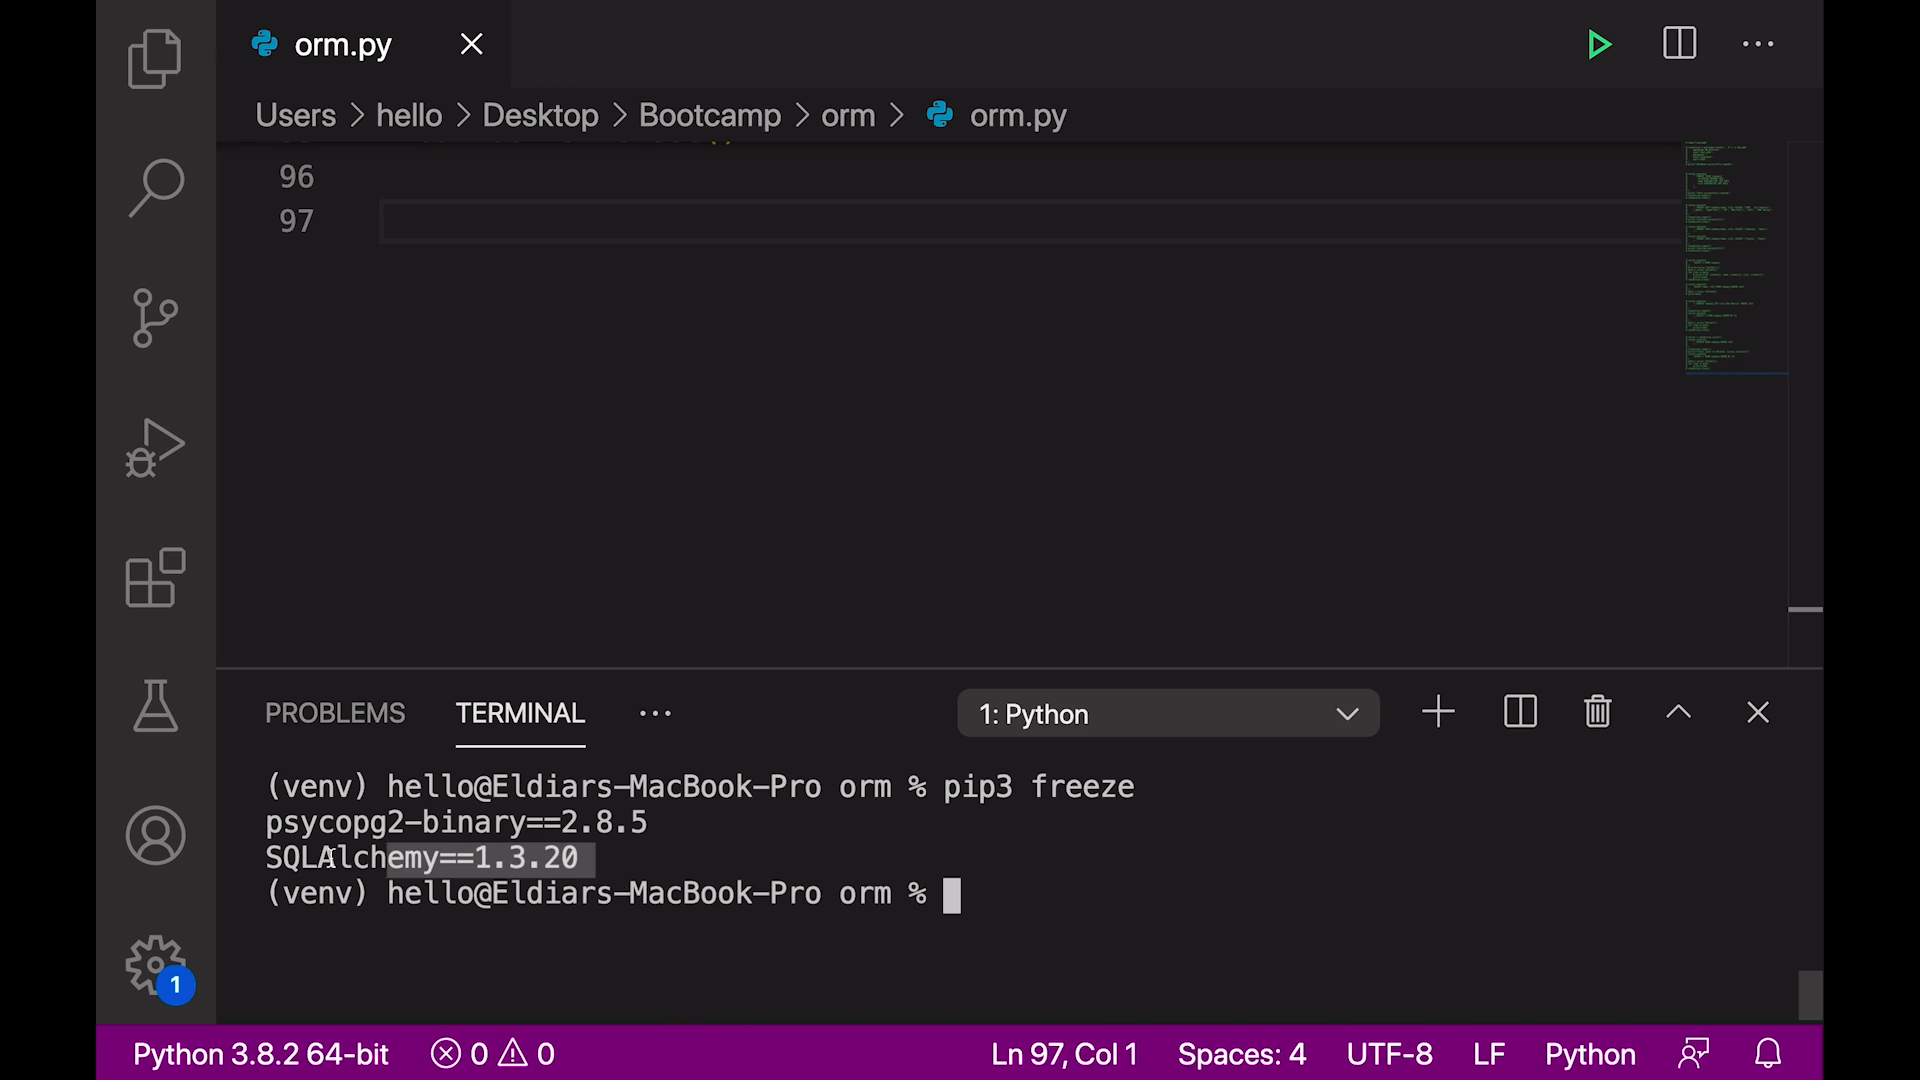 orm.py
Users > hello > Desktop > Bootcamp > orm > orm.py
96
97
PROBLEMS TERMINAL ... 1: Python
(venv) hello@Eldiars-MacBook-Pro orm % pip3 freeze
psycopg2-binary==2.8.5
SQLAlchemy==1.3.20
(venv) hello@Eldiars-MacBook-Pro orm %
1
Python 3.8.2 64-bit 0 0 Ln 97, Col 1 Spaces: 4 UTF-8 LF Python